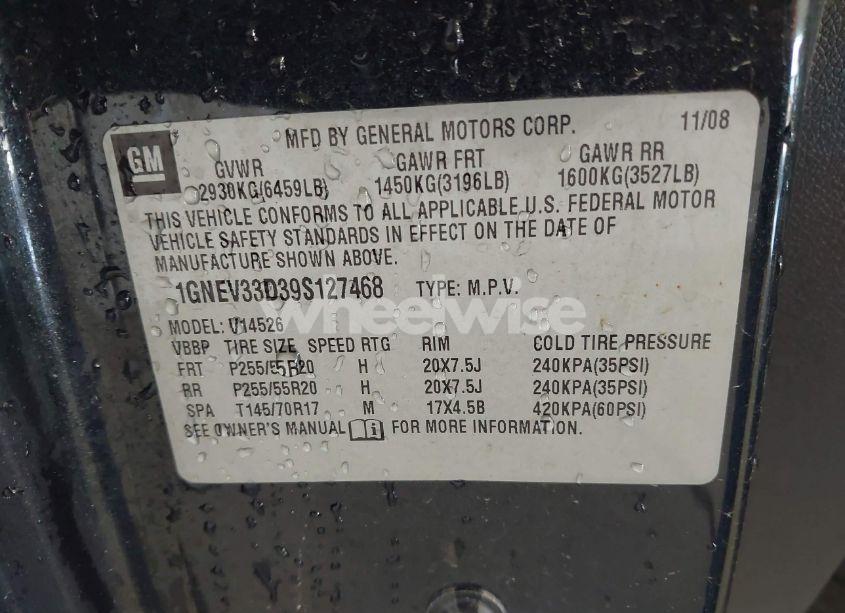 MFD BY GENERAL MOTORS CORP. 11/08
GM
GVWR GAWR FRT GAWR RR
2930KG(6459LB) 1450KG(3196LB) 1600KG(3527LB)
THIS VEHICLE CONFORMS TO ALL APPLICABLE U.S. FEDERAL MOTOR
VEHICLE SAFETY STANDARDS IN EFFECT ON THE DATE OF
MANUFACTURE SHOWN ABOVE.
1GNEV33D39S127468 TYPE: M.P.V.
wheelwise
MODEL: V14526
VBBP TIRE SIZE SPEED RTG RIM COLD TIRE PRESSURE
FRT P255/55R20 H 20X7.5J 240KPA(35PSI)
RR P255/55R20 H 20X7.5J 240KPA(35PSI)
SPA T145/70R17 M 17X4.5B 420KPA(60PSI)
SEE OWNER'S MANUAL i FOR MORE INFORMATION.